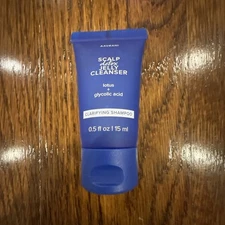 SCALP
detox
JELLY
CLEANSER
lotus
+
glycolic acid
CLARIFYING SHAMPOO
0.5 fl oz | 15 ml